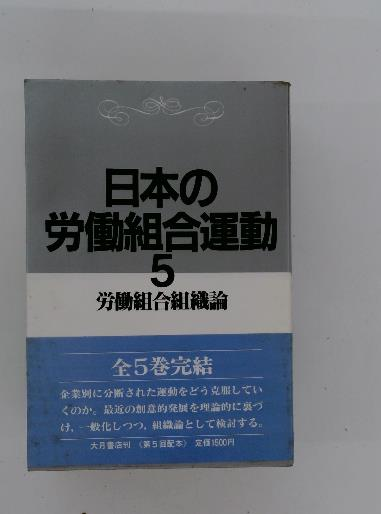 日本の
労働組合運動
5
労働組合組織論
全5巻完結
企業別に分断された運動をどう克服してい
くのか。最近の創意的発展を理論的に裏づ
け、一般化しつつ、組織論として検討する。
大月書店刊 〈第5回配本〉 定価1500円